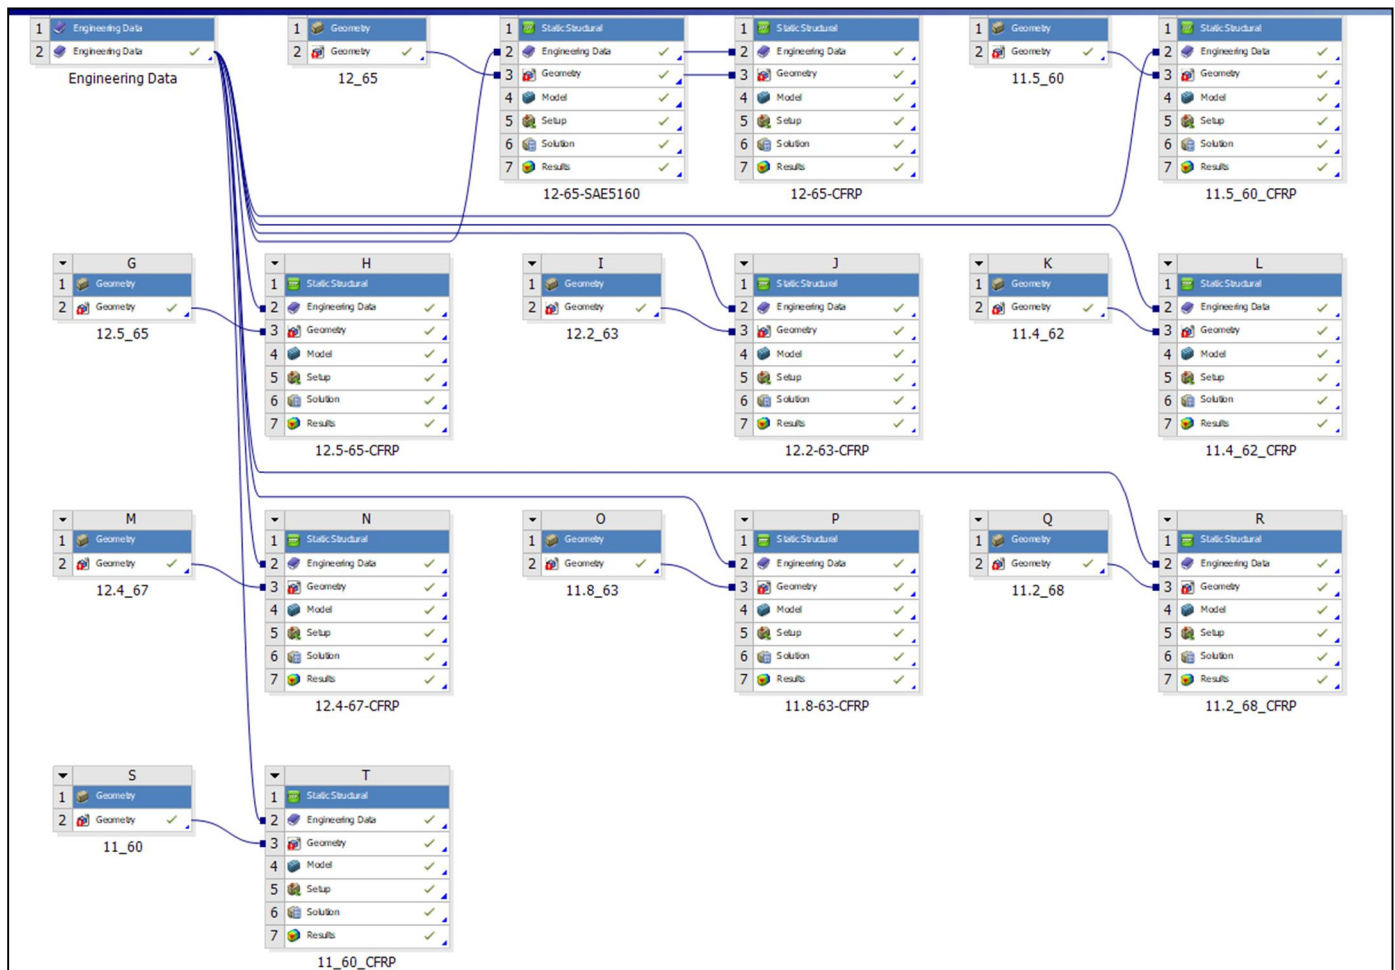 1 Engineering Data
2 Engineering Data
Engineering Data
1 Geometry
2 Geometry
12_65
1 Static Structural
2 Engineering Data
3 Geometry
4 Model
5 Setup
6 Solution
7 Results
12-65-SAE5160
1 Static Structural
2 Engineering Data
3 Geometry
4 Model
5 Setup
6 Solution
7 Results
12-65-CFRP
1 Geometry
2 Geometry
11.5_60
1 Static Structural
2 Engineering Data
3 Geometry
4 Model
5 Setup
6 Solution
7 Results
11.5_60_CFRP
G
1 Geometry
2 Geometry
12.5_65
H
1 Static Structural
2 Engineering Data
3 Geometry
4 Model
5 Setup
6 Solution
7 Results
12.5-65-CFRP
I
1 Geometry
2 Geometry
12.2_63
J
1 Static Structural
2 Engineering Data
3 Geometry
4 Model
5 Setup
6 Solution
7 Results
12.2-63-CFRP
K
1 Geometry
2 Geometry
11.4_62
L
1 Static Structural
2 Engineering Data
3 Geometry
4 Model
5 Setup
6 Solution
7 Results
11.4_62_CFRP
M
1 Geometry
2 Geometry
12.4_67
N
1 Static Structural
2 Engineering Data
3 Geometry
4 Model
5 Setup
6 Solution
7 Results
12.4-67-CFRP
O
1 Geometry
2 Geometry
11.8_63
P
1 Static Structural
2 Engineering Data
3 Geometry
4 Model
5 Setup
6 Solution
7 Results
11.8-63-CFRP
Q
1 Geometry
2 Geometry
11.2_68
R
1 Static Structural
2 Engineering Data
3 Geometry
4 Model
5 Setup
6 Solution
7 Results
11.2_68_CFRP
S
1 Geometry
2 Geometry
11_60
T
1 Static Structural
2 Engineering Data
3 Geometry
4 Model
5 Setup
6 Solution
7 Results
11_60_CFRP